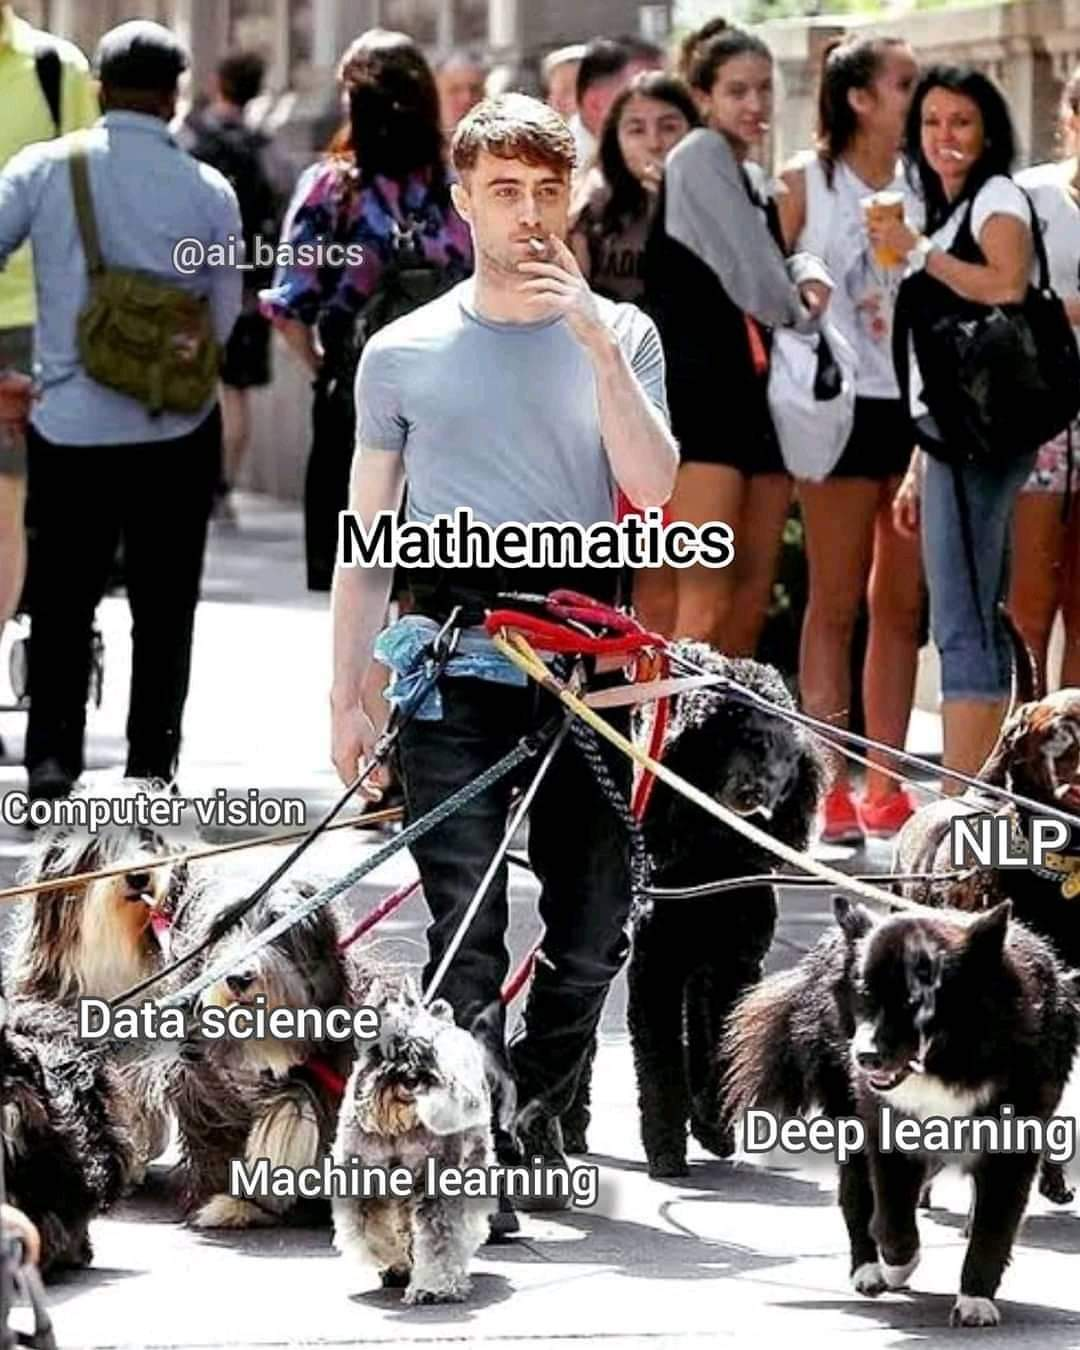 @ai_basics
Mathematics
Computer vision
NLP
Data science
Deep learning
Machine learning